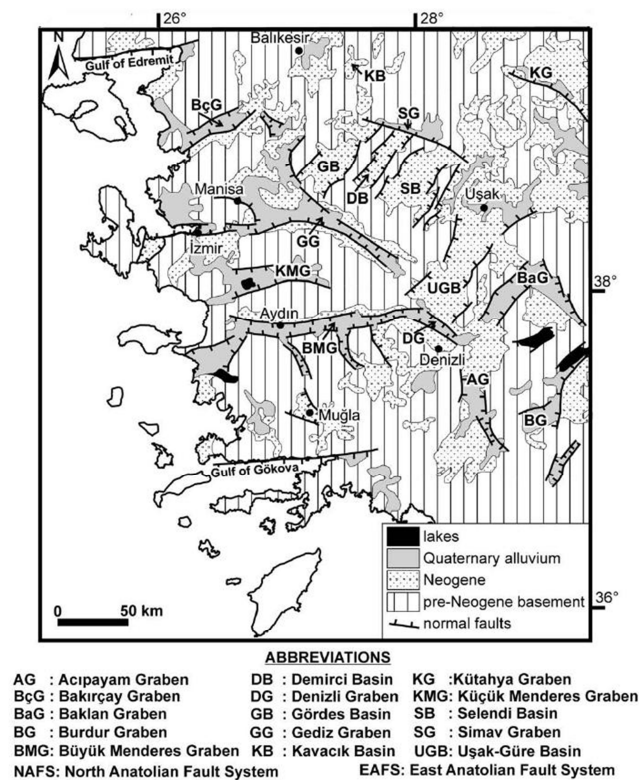 26°
28°
N
Balıkesir
Gulf of Edremit
KB
KG
BçG
SG
GB
Manisa
DB
SB
Uşak
İzmir
GG
KMG
UGB
BaG
38°
Aydın
BMG
DG
Denizli
AG
Muğla
BG
Gulf of Gökova
lakes
Quaternary alluvium
Neogene
pre-Neogene basement
normal faults
36°
0 50 km
ABBREVIATIONS
AG : Acıpayam Graben DB : Demirci Basin KG :Kütahya Graben
BçG : Bakırçay Graben DG : Denizli Graben KMG: Küçük Menderes Graben
BaG : Baklan Graben GB : Gördes Basin SB : Selendi Basin
BG : Burdur Graben GG : Gediz Graben SG : Simav Graben
BMG: Büyük Menderes Graben KB : Kavacık Basin UGB: Uşak-Güre Basin
NAFS: North Anatolian Fault System EAFS: East Anatolian Fault System